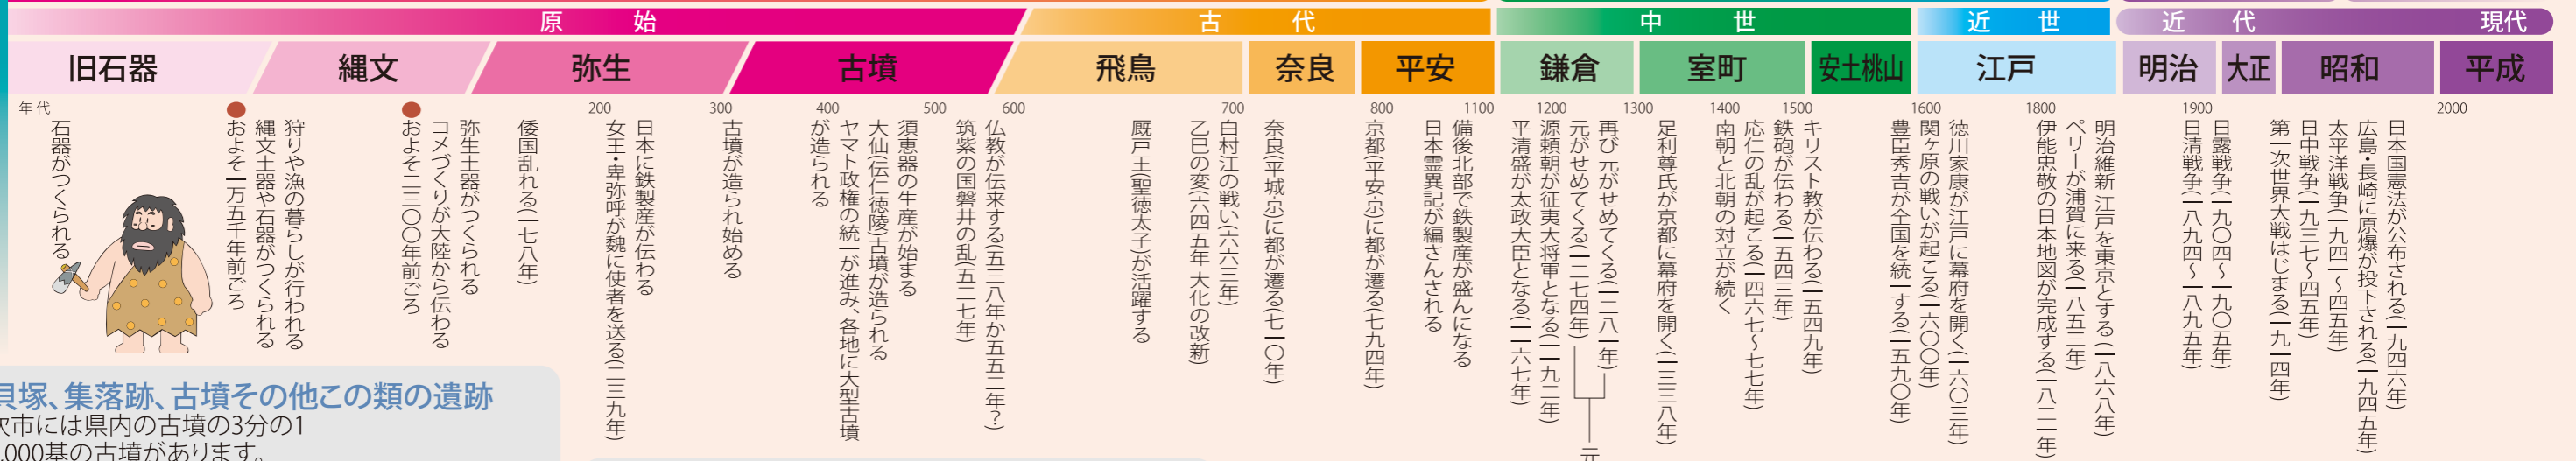 原始
古代
中世
近世
近代
現代
旧石器
縄文
弥生
古墳
飛鳥
奈良
平安
鎌倉
室町
安土桃山
江戸
明治
大正
昭和
平成
年代
200
300
400
500
600
700
800
1100
1200
1300
1400
1500
1600
1800
1900
2000
石器がつくられる
およそ一万五千年前ごろ
縄文土器や石器がつくられる
狩りや漁の暮らしが行われる
およそ二三〇〇年前ごろ
コメづくりが大陸から伝わる
弥生土器がつくられる
倭国乱れる(一七八年)
女王・卑弥呼が魏に使者を送る(二三九年)
日本に鉄製産が伝わる
古墳が造られ始める
ヤマト政権の統一が進み、各地に大型古墳
が造られる
大仙(伝仁徳陵)古墳が造られる
須恵器の生産が始まる
筑紫の国磐井の乱(五二七年)
仏教が伝来する(五三八年か五五二年?)
厩戸王(聖徳太子)が活躍する
乙巳の変(六四五年 大化の改新)
白村江の戦い(六六三年)
奈良(平城京)に都が遷る(七一〇年)
京都(平安京)に都が遷る(七九四年)
日本霊異記が編さんされる
備後北部で鉄製産が盛んになる
平清盛が太政大臣となる(一一六七年)
源頼朝が征夷大将軍となる(一一九二年)
元がせめてくる(一二七四年)
再び元がせめてくる(一二八一年)
元
足利尊氏が京都に幕府を開く(一三三八年)
南朝と北朝の対立が続く
応仁の乱が起こる(一四六七〜七七年)
鉄砲が伝わる(一五四三年)
キリスト教が伝わる(一五四九年)
豊臣秀吉が全国を統一する(一五九〇年)
関ヶ原の戦いが起こる(一六〇〇年)
徳川家康が江戸に幕府を開く(一六〇三年)
伊能忠敬の日本地図が完成する(一八二一年)
ペリーが浦賀に来る(一八五三年)
明治維新 江戸を東京とする(一八六八年)
日清戦争(一八九四〜一八九五年)
日露戦争(一九〇四〜一九〇五年)
第一次世界大戦はじまる(一九一四年)
日中戦争(一九三七〜四五年)
太平洋戦争(一九四一〜四五年)
広島・長崎に原爆が投下される(一九四五年)
日本国憲法が公布される(一九四六年)
貝塚、集落跡、古墳その他この類の遺跡
次市には県内の古墳の3分の1
,000基の古墳があります。